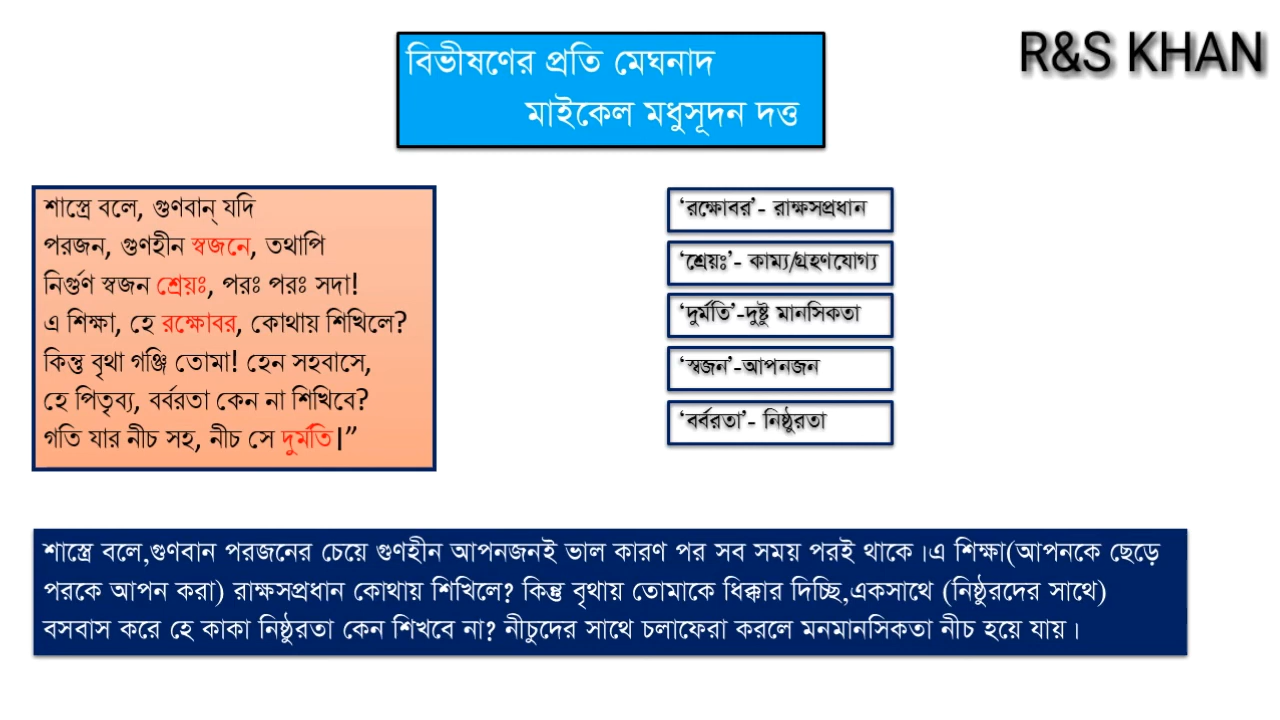 বিভীষণের প্রতি মেঘনাদ
মাইকেল মধুসূদন দত্ত
R&S KHAN
শাস্ত্রে বলে, গুণবান্ যদি
পরজন, গুণহীন স্বজনে, তথাপি
নির্গুণ স্বজন শ্রেয়ঃ, পরঃ পরঃ সদা!
এ শিক্ষা, হে রক্ষোবর, কোথায় শিখিলে?
কিন্তু বৃথা গঞ্জি তোমা! হেন সহবাসে,
হে পিতৃব্য, বর্বরতা কেন না শিখিবে?
গতি যার নীচ সহ, নীচ সে দুর্মতি।”
‘রক্ষোবর’- রাক্ষসপ্রধান
‘শ্রেয়ঃ’- কাম্য/গ্রহণযোগ্য
‘দুর্মতি’-দুষ্টু মানসিকতা
‘স্বজন’-আপনজন
‘বর্বরতা’- নিষ্ঠুরতা
শাস্ত্রে বলে,গুণবান পরজনের চেয়ে গুণহীন আপনজনই ভাল কারণ পর সব সময় পরই থাকে।এ শিক্ষা(আপনকে ছেড়ে
পরকে আপন করা) রাক্ষসপ্রধান কোথায় শিখিলে? কিন্তু বৃথায় তোমাকে ধিক্কার দিচ্ছি,একসাথে (নিষ্ঠুরদের সাথে)
বসবাস করে হে কাকা নিষ্ঠুরতা কেন শিখবে না? নীচুদের সাথে চলাফেরা করলে মনমানসিকতা নীচ হয়ে যায়।